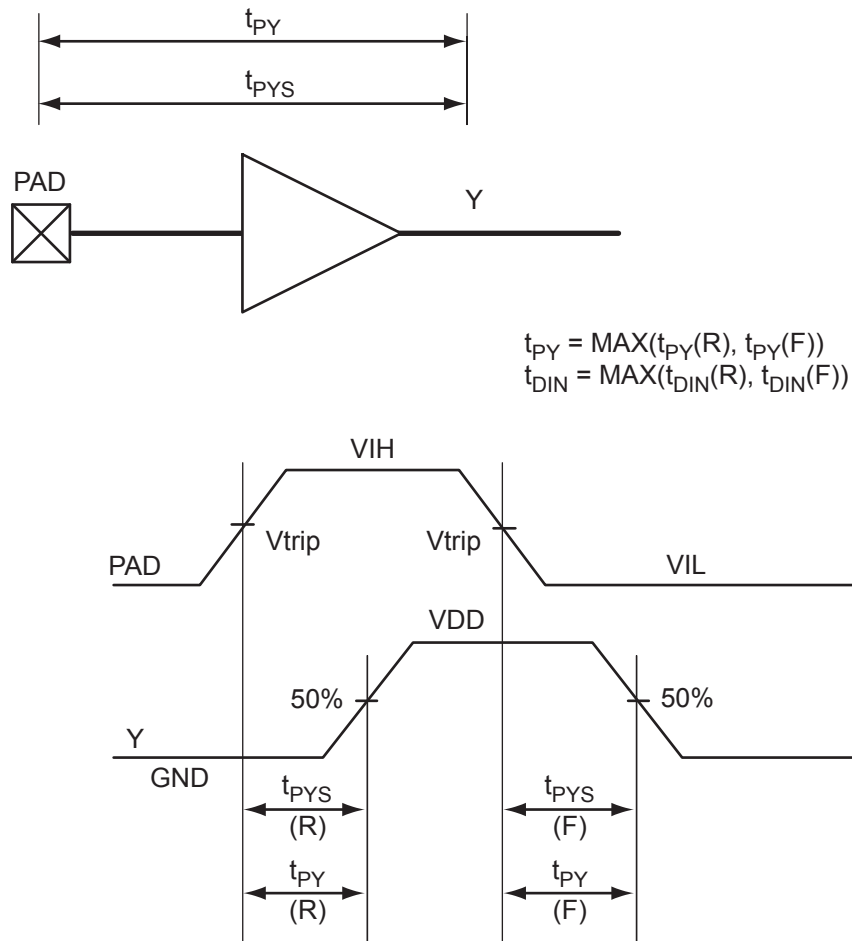 tPY
tPYS
PAD
Y
tPY = MAX(tPY(R), tPY(F))
tDIN = MAX(tDIN(R), tDIN(F))
VIH
Vtrip
Vtrip
PAD
VIL
VDD
50%
50%
Y
GND
tPYS
tPYS
(R)
(F)
tPY
tPY
(R)
(F)